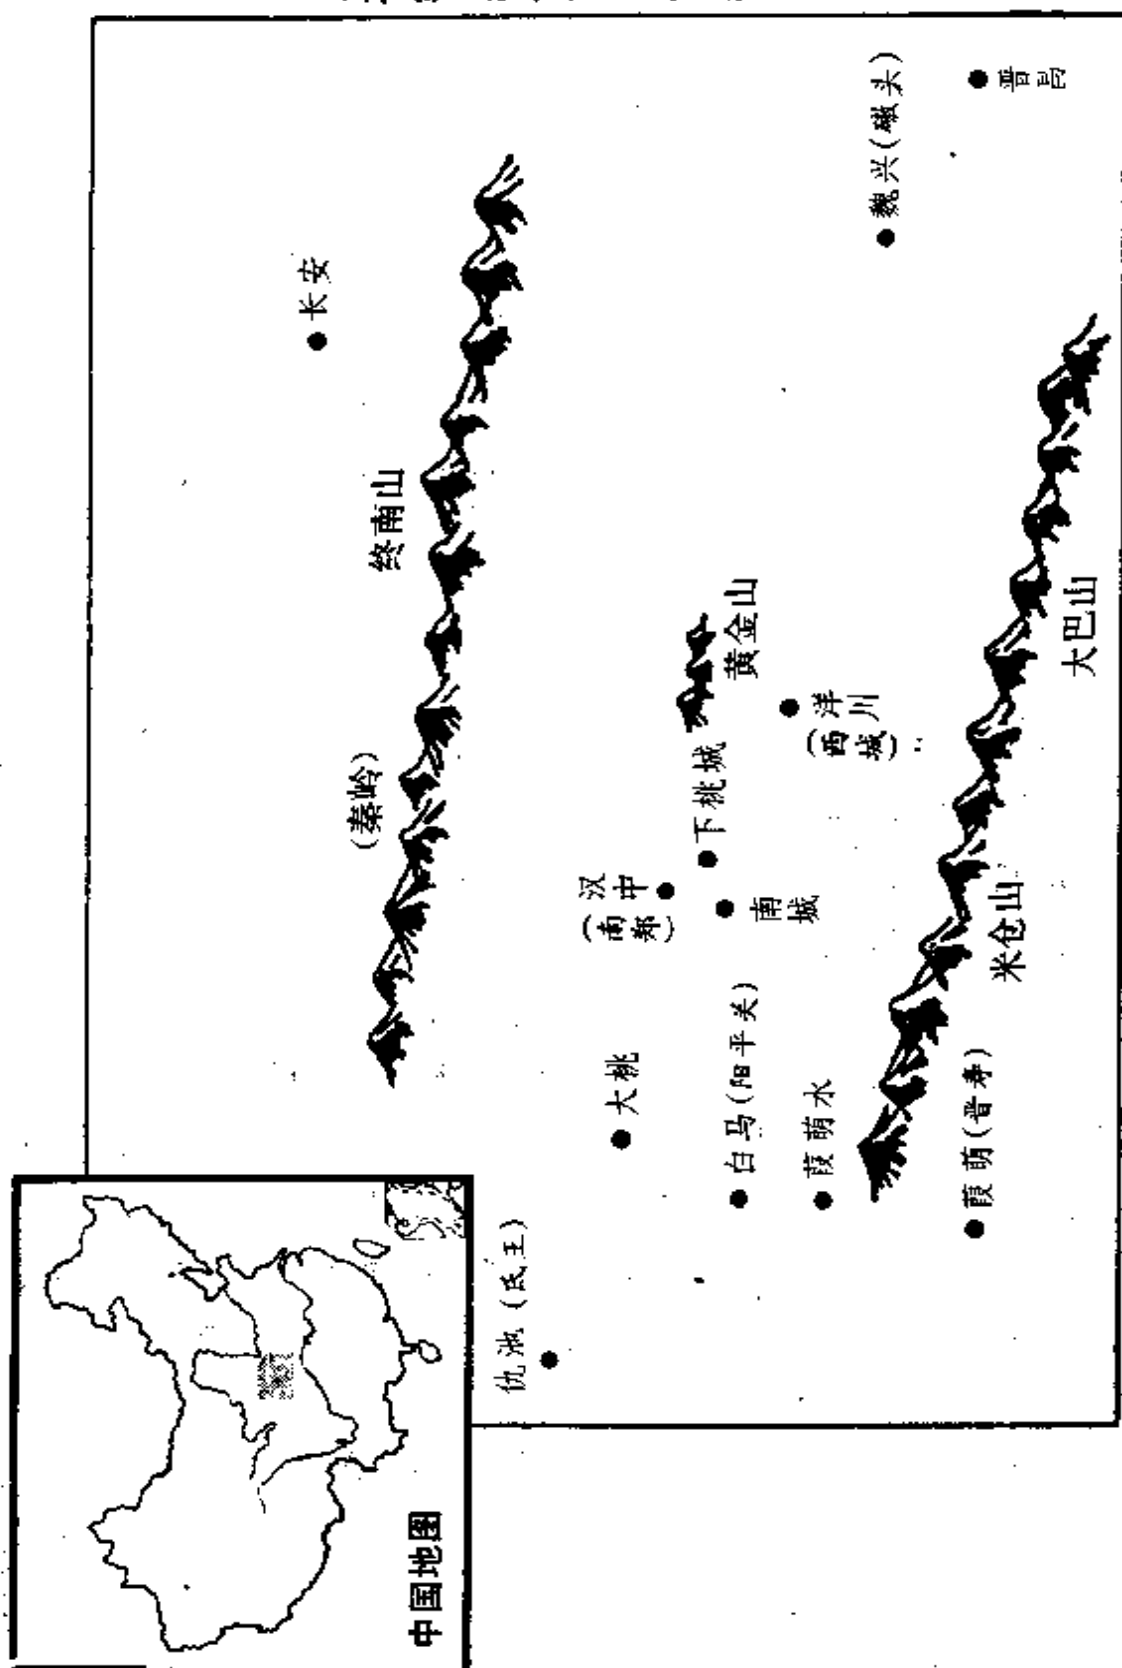 长安
终南山
(秦岭)
魏兴(磝头)
晋昌
黄金山
洋川
(西城)
下桃城
汉中
(南郑)
南城
大巴山
米仓山
大桃
白马(阳平关)
葭萌水
葭萌(晋寿)
仇池(氐王)
中国地图